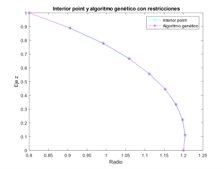 Interior point y algoritmo genético con restricciones
Interior point
Algoritmo genético
1
0.9
0.8
0.7
0.6
0.5
0.4
0.3
0.2
0.1
0
Eje z
0.8 0.85 0.9 0.95 1 1.05 1.1 1.15 1.2 1.25
Radio